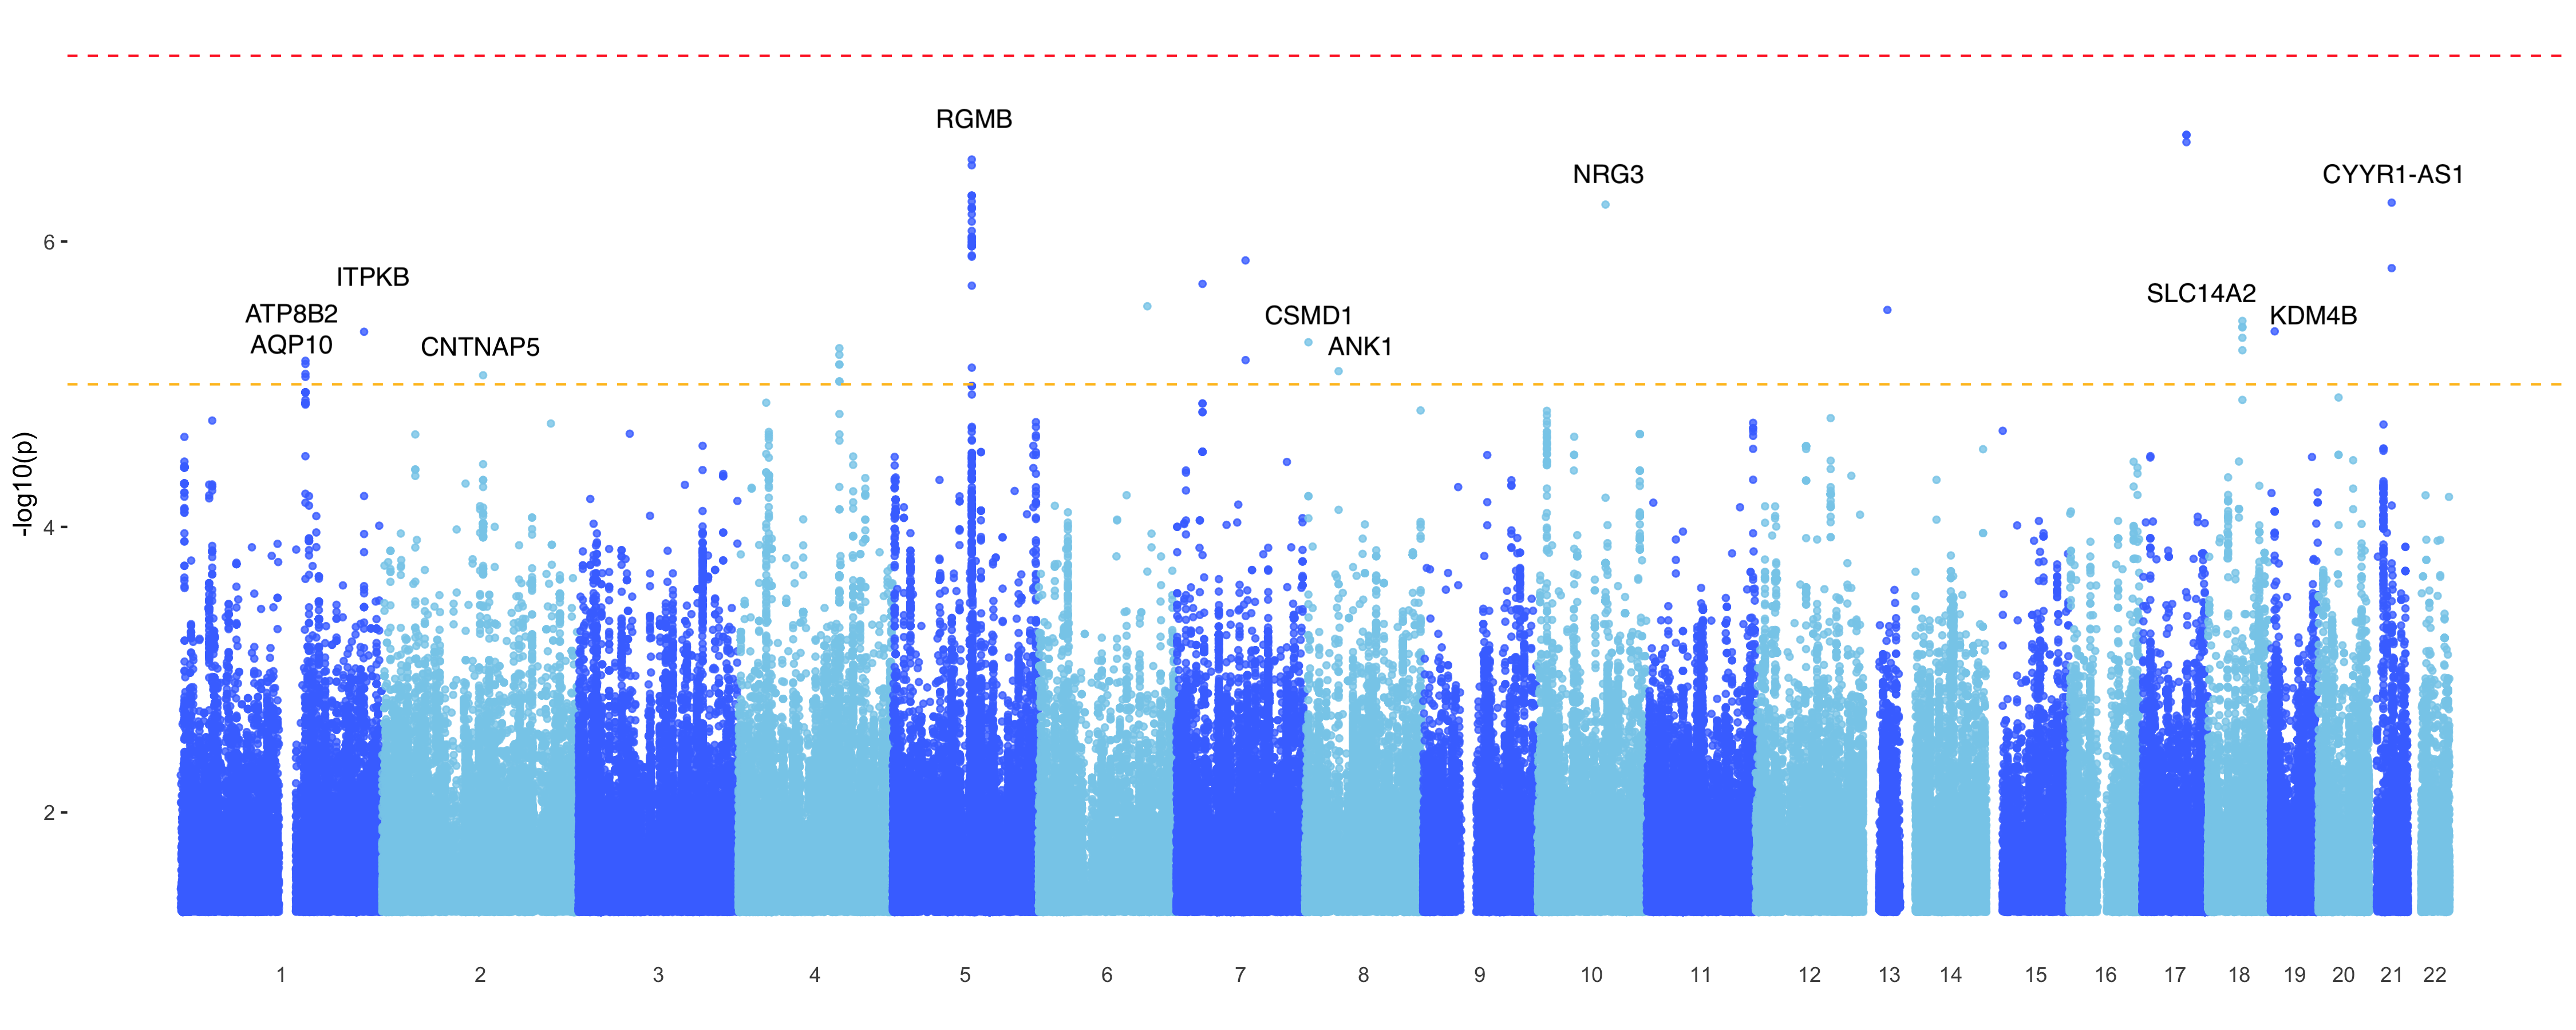 RGMB
NRG3
CYYR1-AS1
6
ITPKB
SLC14A2
ATP8B2
CSMD1
KDM4B
AQP10
CNTNAP5
ANK1
-log10(p)
4
2
1 2 3 4 5 6 7 8 9 10 11 12 13 14 15 16 17 18 19 20 21 22